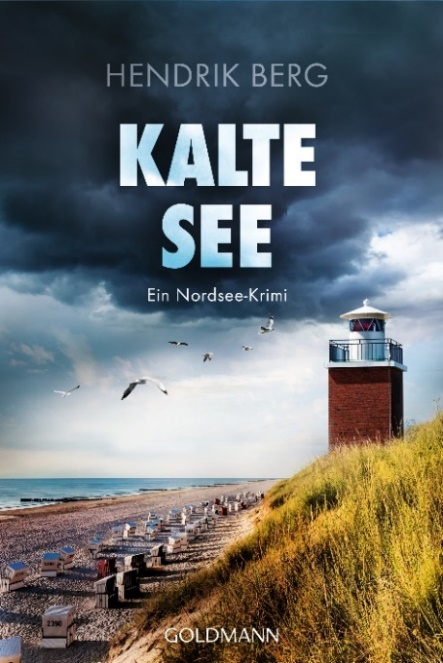 HENDRIK BERG
KALTE
SEE
Ein Nordsee-Krimi
GOLDMANN